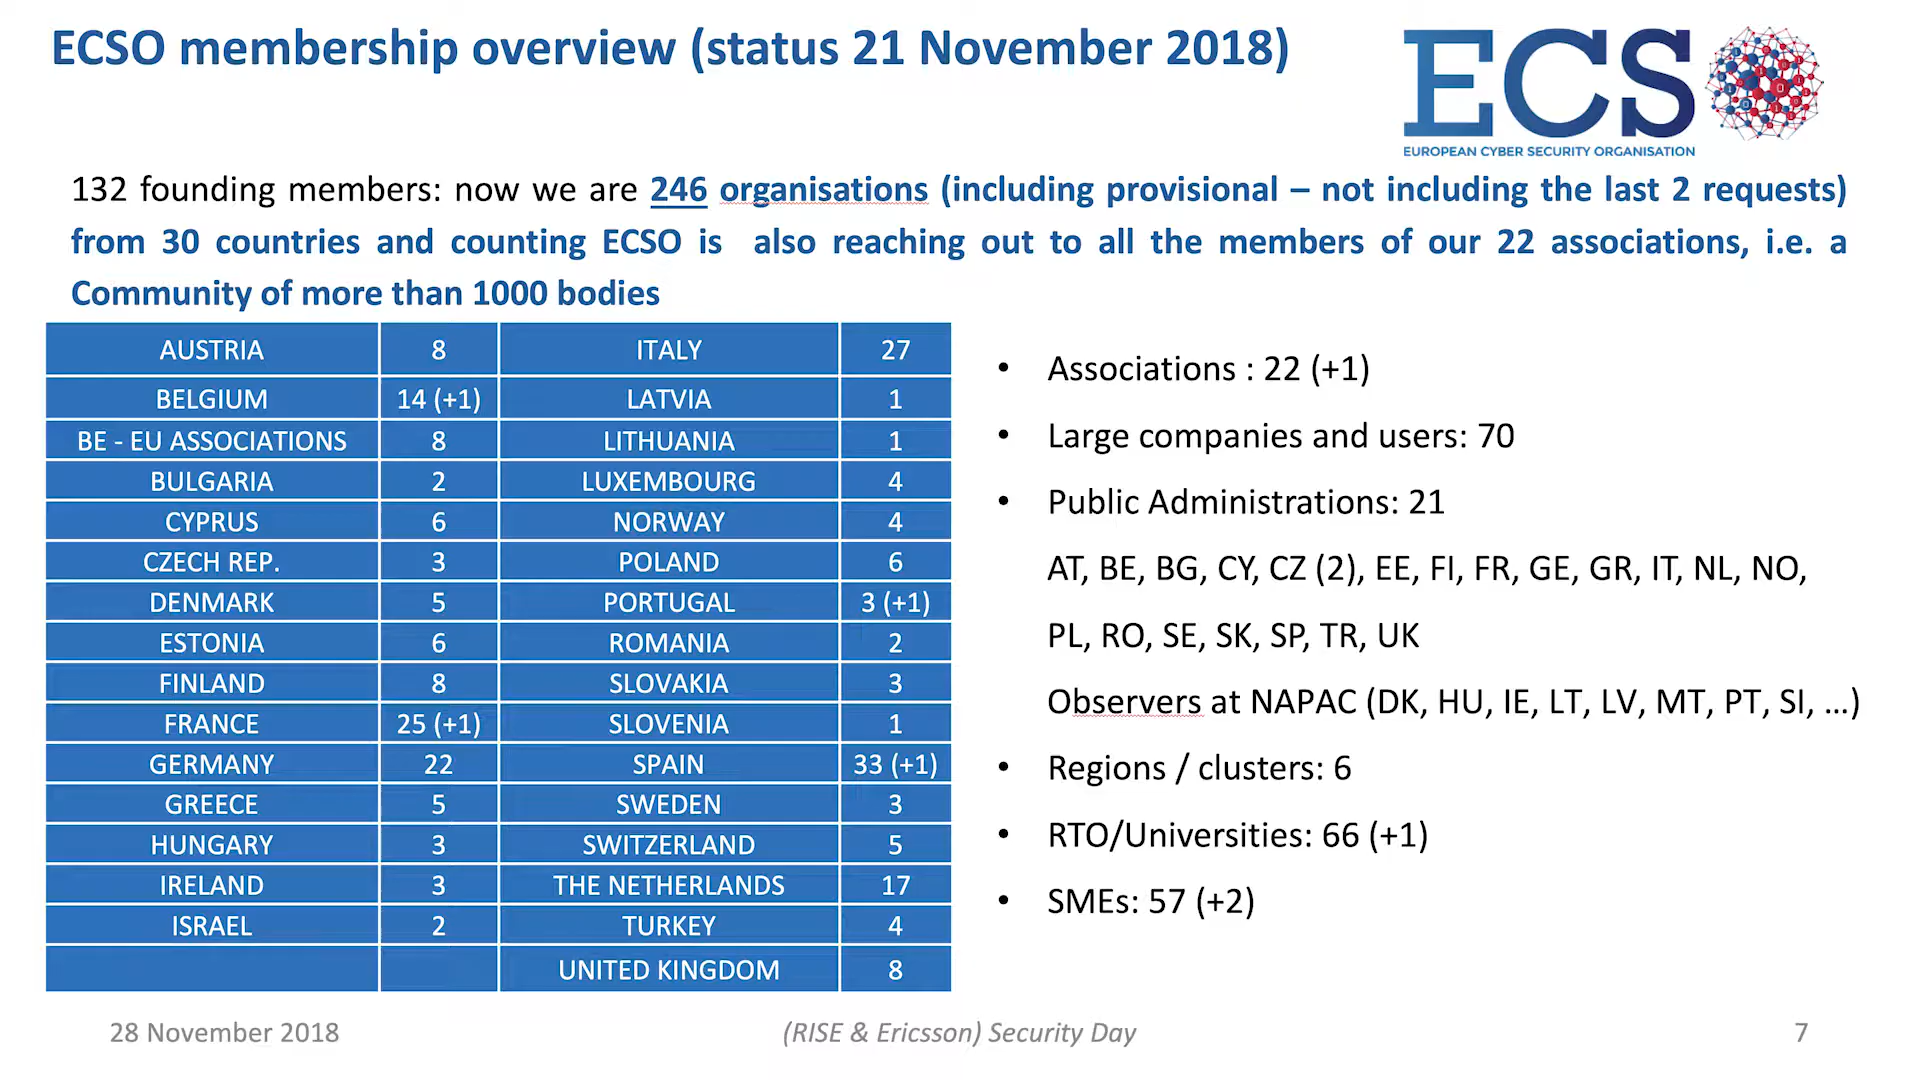 ECSO membership overview (status 21 November 2018)
ECS
EUROPEAN CYBER SECURITY ORGANISATION
132 founding members: now we are 246 organisations (including provisional – not including the last 2 requests)
from 30 countries and counting ECSO is also reaching out to all the members of our 22 associations, i.e. a
Community of more than 1000 bodies
AUSTRIA 8 ITALY 27
BELGIUM 14 (+1) LATVIA 1
BE - EU ASSOCIATIONS 8 LITHUANIA 1
BULGARIA 2 LUXEMBOURG 4
CYPRUS 6 NORWAY 4
CZECH REP. 3 POLAND 6
DENMARK 5 PORTUGAL 3 (+1)
ESTONIA 6 ROMANIA 2
FINLAND 8 SLOVAKIA 3
FRANCE 25 (+1) SLOVENIA 1
GERMANY 22 SPAIN 33 (+1)
GREECE 5 SWEDEN 3
HUNGARY 3 SWITZERLAND 5
IRELAND 3 THE NETHERLANDS 17
ISRAEL 2 TURKEY 4
UNITED KINGDOM 8
• Associations : 22 (+1)
• Large companies and users: 70
• Public Administrations: 21
AT, BE, BG, CY, CZ (2), EE, FI, FR, GE, GR, IT, NL, NO,
PL, RO, SE, SK, SP, TR, UK
Observers at NAPAC (DK, HU, IE, LT, LV, MT, PT, SI, …)
• Regions / clusters: 6
• RTO/Universities: 66 (+1)
• SMEs: 57 (+2)
28 November 2018
(RISE & Ericsson) Security Day
7